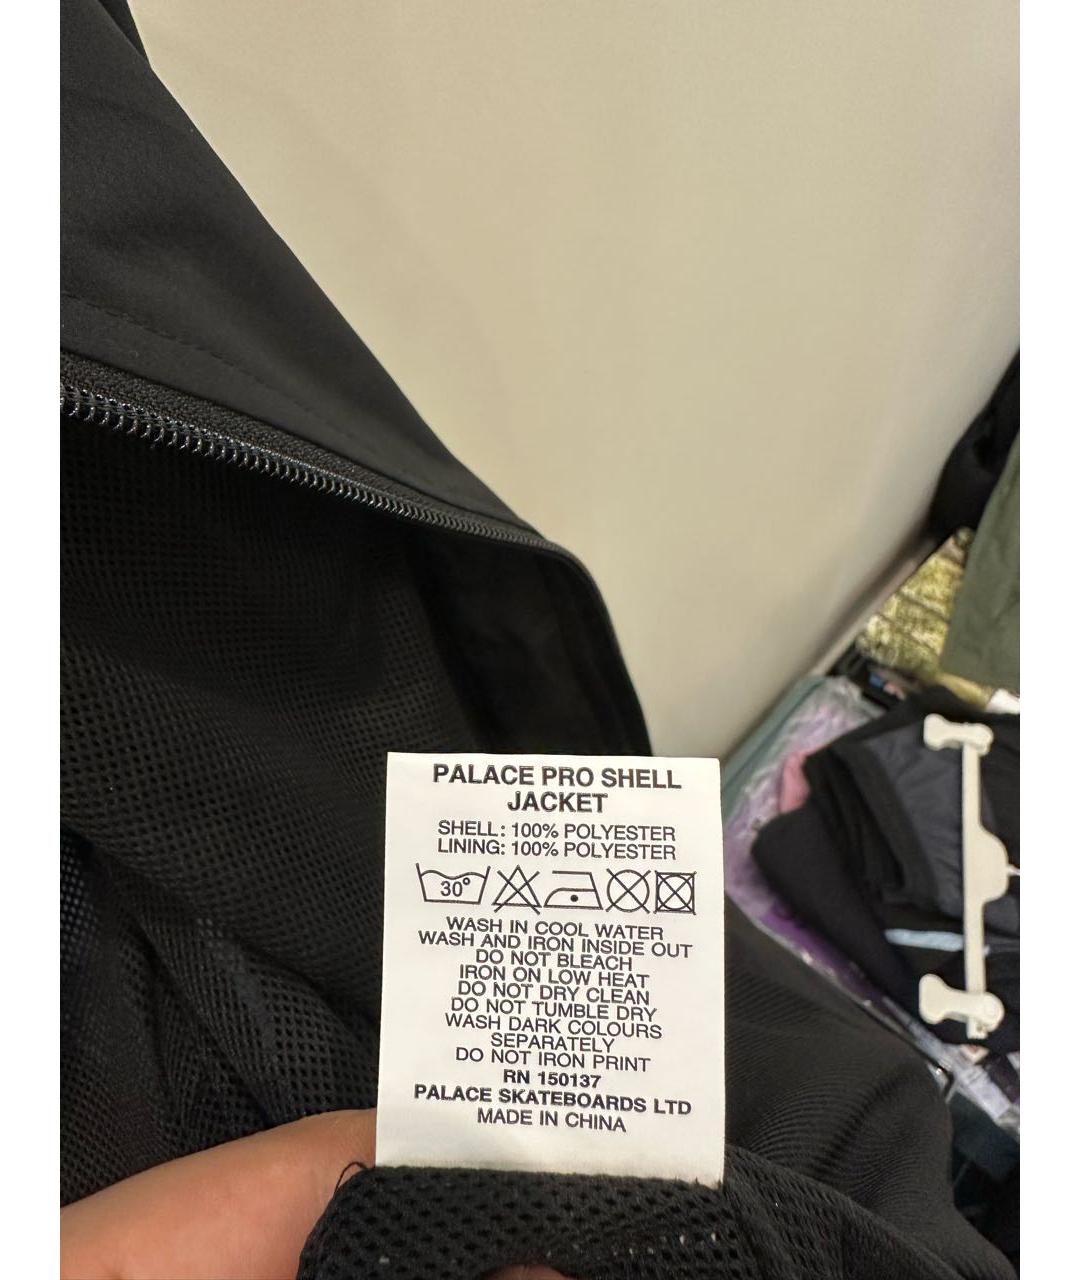 PALACE PRO SHELL
JACKET
SHELL: 100% POLYESTER
LINING: 100% POLYESTER
30°
WASH IN COOL WATER
WASH AND IRON INSIDE OUT
DO NOT BLEACH
IRON ON LOW HEAT
DO NOT DRY CLEAN
DO NOT TUMBLE DRY
WASH DARK COLOURS
SEPARATELY
DO NOT IRON PRINT
RN 150137
PALACE SKATEBOARDS LTD
MADE IN CHINA